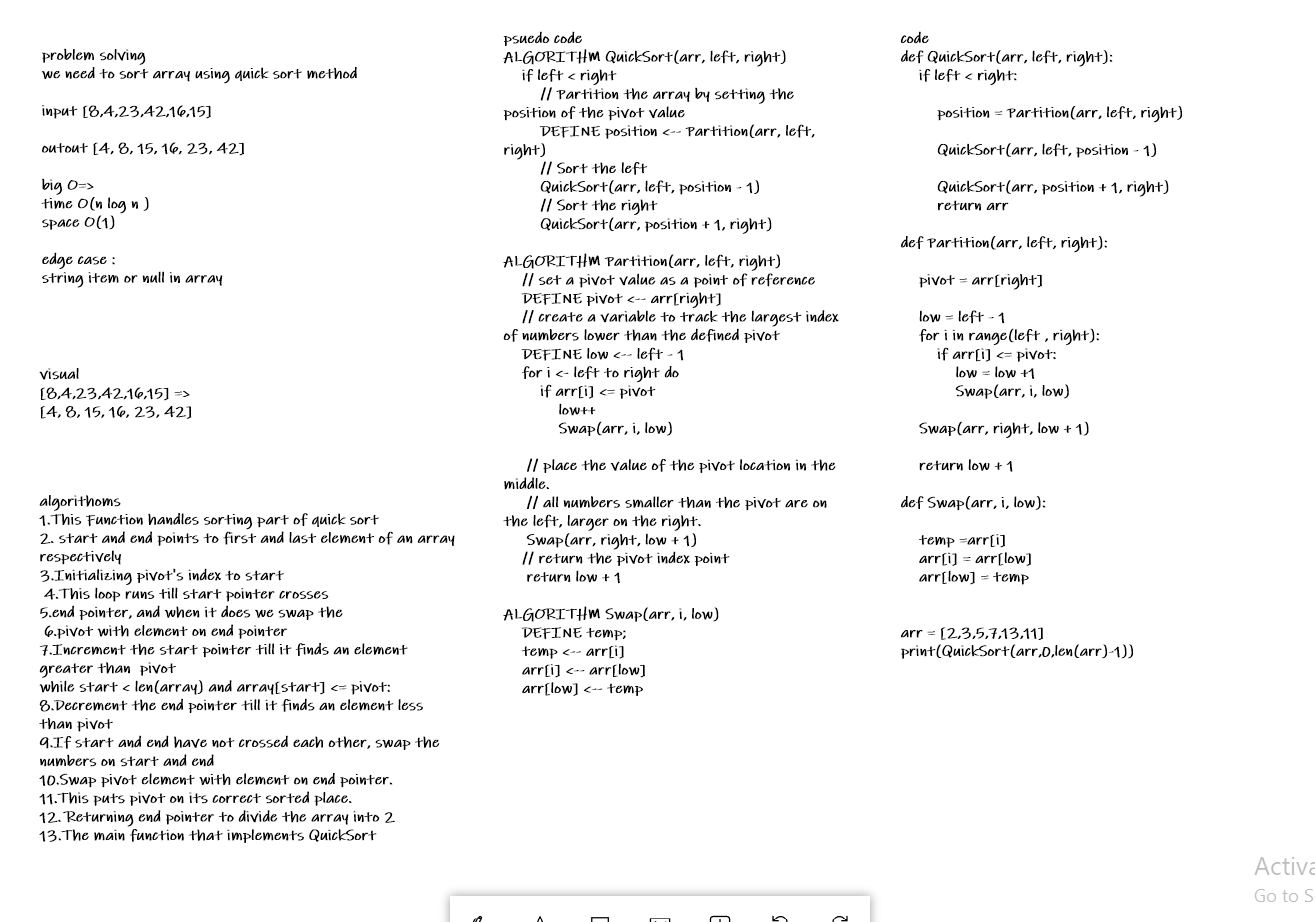 problem solving
we need to sort array using quick sort method
input [8,4,23,42,16,15]
outout [4, 8, 15, 16, 23, 42]
big O=>
time O(n log n )
space O(1)
edge case :
string item or null in array
visual
[8,4,23,42,16,15] =>
[4, 8, 15, 16, 23, 42]
algorithoms
1.This Function handles sorting part of quick sort
2. start and end points to first and last element of an array
respectively
3.Initializing pivot's index to start
4.This loop runs till start pointer crosses
5.end pointer, and when it does we swap the
6.pivot with element on end pointer
7.Increment the start pointer till it finds an element
greater than  pivot
while start < len(array) and array[start] <= pivot:
8.Decrement the end pointer till it finds an element less
than pivot
9.If start and end have not crossed each other, swap the
numbers on start and end
10.Swap pivot element with element on end pointer.
11.This puts pivot on its correct sorted place.
12. Returning end pointer to divide the array into 2
13.The main function that implements QuickSort
psuedo code
ALGORITHM QuickSort(arr, left, right)
if left < right
// Partition the array by setting the
position of the pivot value
DEFINE position <-- Partition(arr, left,
right)
// Sort the left
QuickSort(arr, left, position - 1)
// Sort the right
QuickSort(arr, position + 1, right)
ALGORITHM Partition(arr, left, right)
// set a pivot value as a point of reference
DEFINE pivot <-- arr[right]
// create a variable to track the largest index
of numbers lower than the defined pivot
DEFINE low <-- left - 1
for i <- left to right do
if arr[i] <= pivot
low++
Swap(arr, i, low)
// place the value of the pivot location in the
middle.
// all numbers smaller than the pivot are on
the left, larger on the right.
Swap(arr, right, low + 1)
// return the pivot index point
return low + 1
ALGORITHM Swap(arr, i, low)
DEFINE temp;
temp <-- arr[i]
arr[i] <-- arr[low]
arr[low] <-- temp
code
def QuickSort(arr, left, right):
if left < right:
position = Partition(arr, left, right)
QuickSort(arr, left, position - 1)
QuickSort(arr, position + 1, right)
return arr
def Partition(arr, left, right):
pivot = arr[right]
low = left - 1
for i in range(left , right):
if arr[i] <= pivot:
low = low +1
Swap(arr, i, low)
Swap(arr, right, low + 1)
return low + 1
def Swap(arr, i, low):
temp =arr[i]
arr[i] = arr[low]
arr[low] = temp
arr = [2,3,5,7,13,11]
print(QuickSort(arr,0,len(arr)-1))
Activa
Go to S